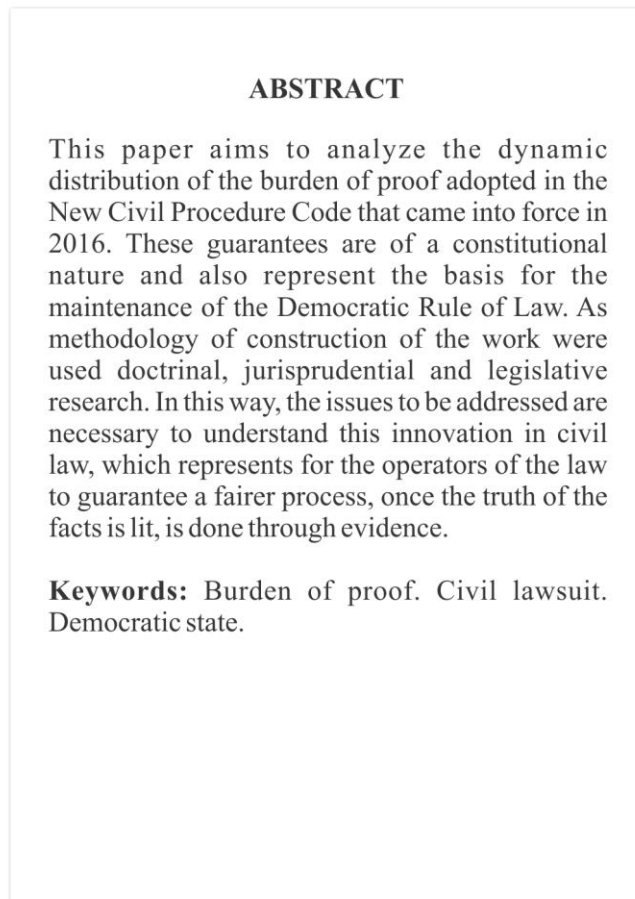 ABSTRACT
This paper aims to analyze the dynamic
distribution of the burden of proof adopted in the
New Civil Procedure Code that came into force in
2016. These guarantees are of a constitutional
nature and also represent the basis for the
maintenance of the Democratic Rule of Law. As
methodology of construction of the work were
used doctrinal, jurisprudential and legislative
research. In this way, the issues to be addressed are
necessary to understand this innovation in civil
law, which represents for the operators of the law
to guarantee a fairer process, once the truth of the
facts is lit, is done through evidence.
Keywords: Burden of proof. Civil lawsuit.
Democratic state.